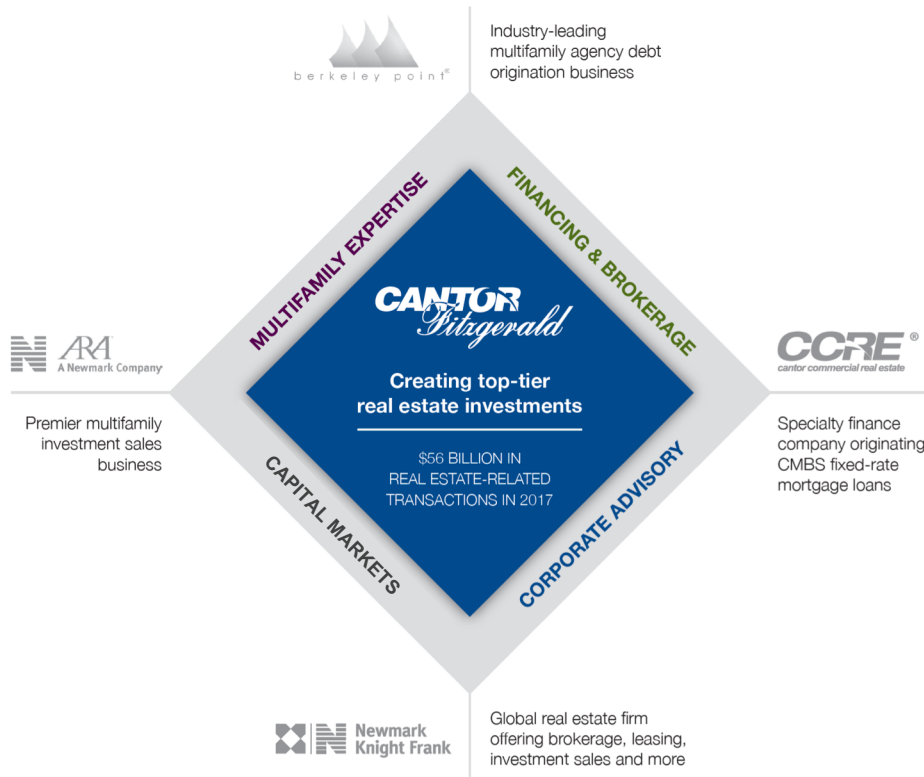 berkeley point®
Industry-leading
multifamily agency debt
origination business
MULTIFAMILY EXPERTISE
FINANCING & BROKERAGE
CANTOR
Fitzgerald
Creating top-tier
real estate investments
$56 BILLION IN
REAL ESTATE-RELATED
TRANSACTIONS IN 2017
N ARA
A Newmark Company
Premier multifamily
investment sales
business
CCRE®
cantor commercial real estate
Specialty finance
company originating
CMBS fixed-rate
mortgage loans
CAPITAL MARKETS
CORPORATE ADVISORY
N Newmark
Knight Frank
Global real estate firm
offering brokerage, leasing,
investment sales and more